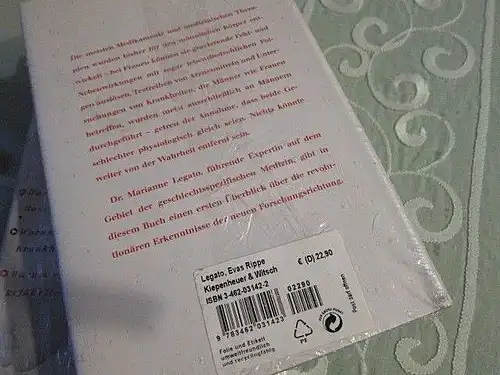 Die meisten Medikamente und medizinischen Thera-
pien wurden bisher für den männlichen Körper ent-
wickelt – bei Frauen können sie gravierende Fehl- und
Nebenwirkungen mit sogar lebensbedrohlichen Fol-
gen auslösen. Testreihen von Arzneimitteln und Unter-
suchungen von Krankheiten, die Männer wie Frauen
betreffen, wurden meist ausschließlich an Männern
durchgeführt – getreu der Annahme, dass beide Ge-
schlechter physiologisch gleich seien. Nichts könnte
weiter von der Wahrheit entfernt sein.
Dr. Marianne Legato, führende Expertin auf dem
Gebiet der geschlechtsspezifischen Medizin, gibt in
diesem Buch einen ersten Überblick über die revolu-
tionären Erkenntnisse der neuen Forschungsrichtung.
Legato, Evas Rippe
Kiepenheuer & Witsch
€ (D) 22,90
ISBN 3-462-03142-2
02290
9 783462 031423
Folie und Etikett
umweltfreundlich
und recyclingfähig
PE